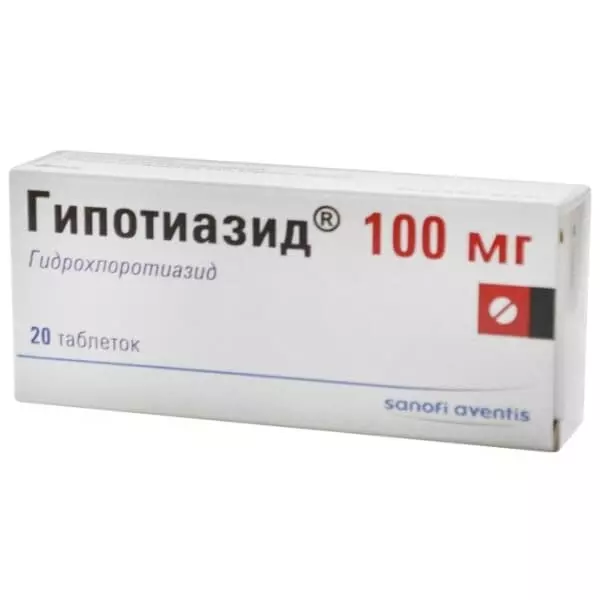 Гипотиазид® 100 мг
Гидрохлоротиазид
20 таблеток
sanofi aventis